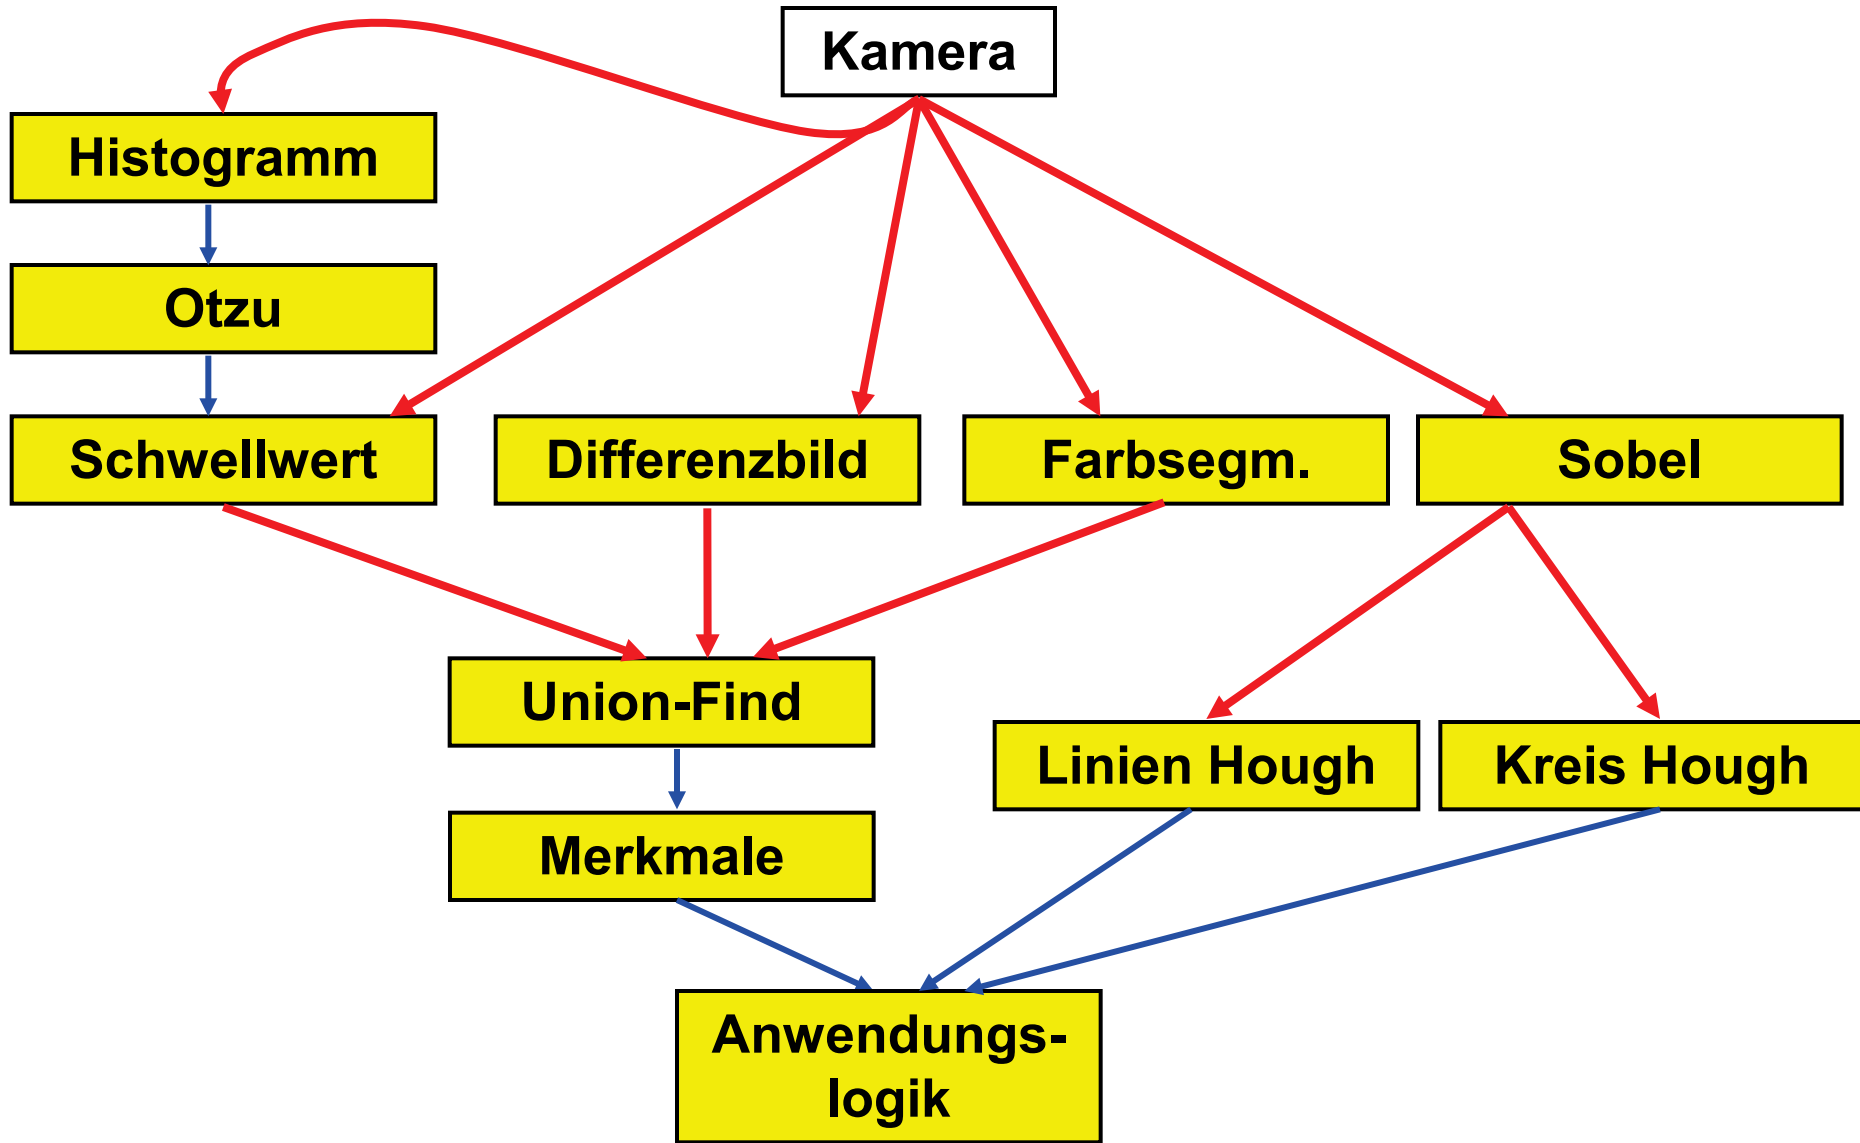 Kamera
Histogramm
Otzu
Schwellwert
Differenzbild
Farbsegm.
Sobel
Union-Find
Linien Hough
Kreis Hough
Merkmale
Anwendungs-
logik